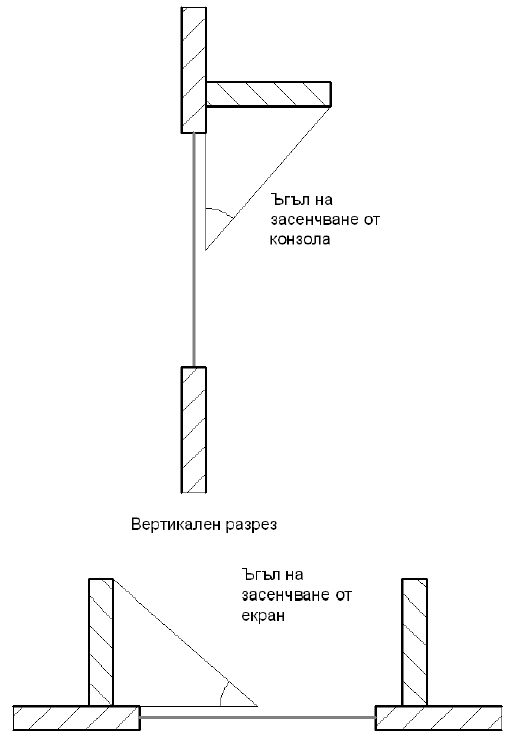 Ъгъл на
засенчване от
конзола
Вертикален разрез
Ъгъл на
засенчване от
екран